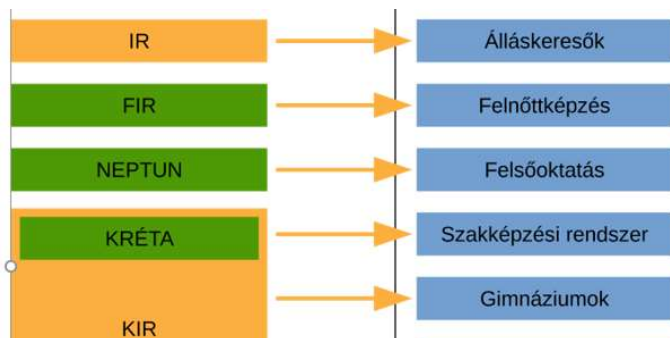 IR
Álláskeresők
FIR
Felnőttképzés
NEPTUN
Felsőoktatás
KRÉTA
Szakképzési rendszer
Gimnáziumok
KIR